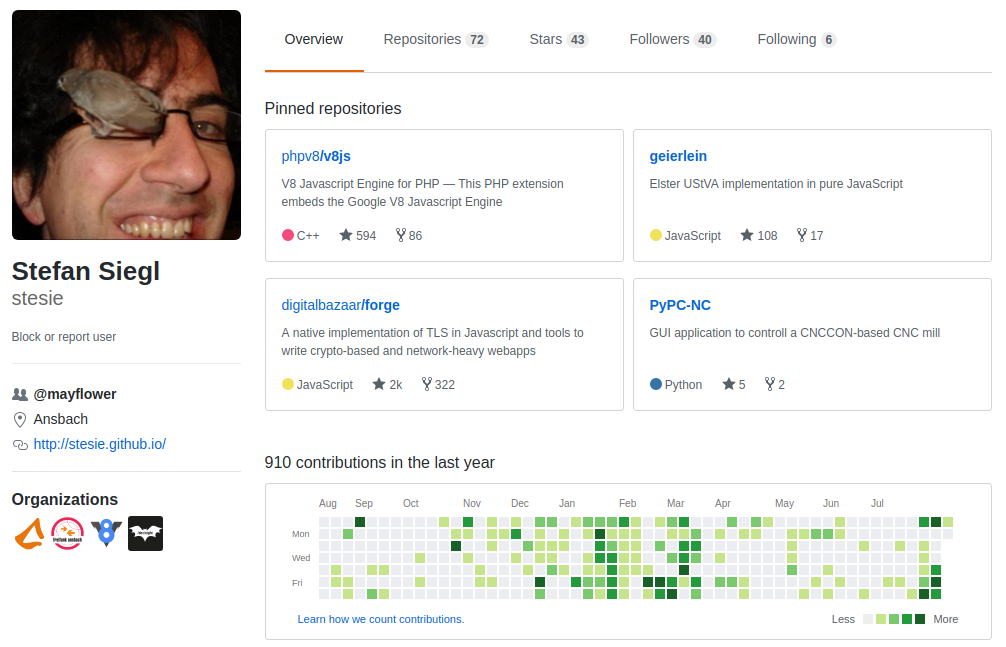 Overview
Repositories 72
Stars 43
Followers 40
Following 6
Stefan Siegl
stesie
Block or report user
@mayflower
Ansbach
http://stesie.github.io/
Organizations
Pinned repositories
phpv8/v8js
V8 Javascript Engine for PHP — This PHP extension
embeds the Google V8 Javascript Engine
C++ 594 86
geierlein
Elster UStVA implementation in pure JavaScript
JavaScript 108 17
digitalbazaar/forge
A native implementation of TLS in Javascript and tools to
write crypto-based and network-heavy webapps
JavaScript 2k 322
PyPC-NC
GUI application to controll a CNCCON-based CNC mill
Python 5 2
910 contributions in the last year
Aug Sep Oct Nov Dec Jan Feb Mar Apr May Jun Jul
Mon
Wed
Fri
Learn how we count contributions.
Less More